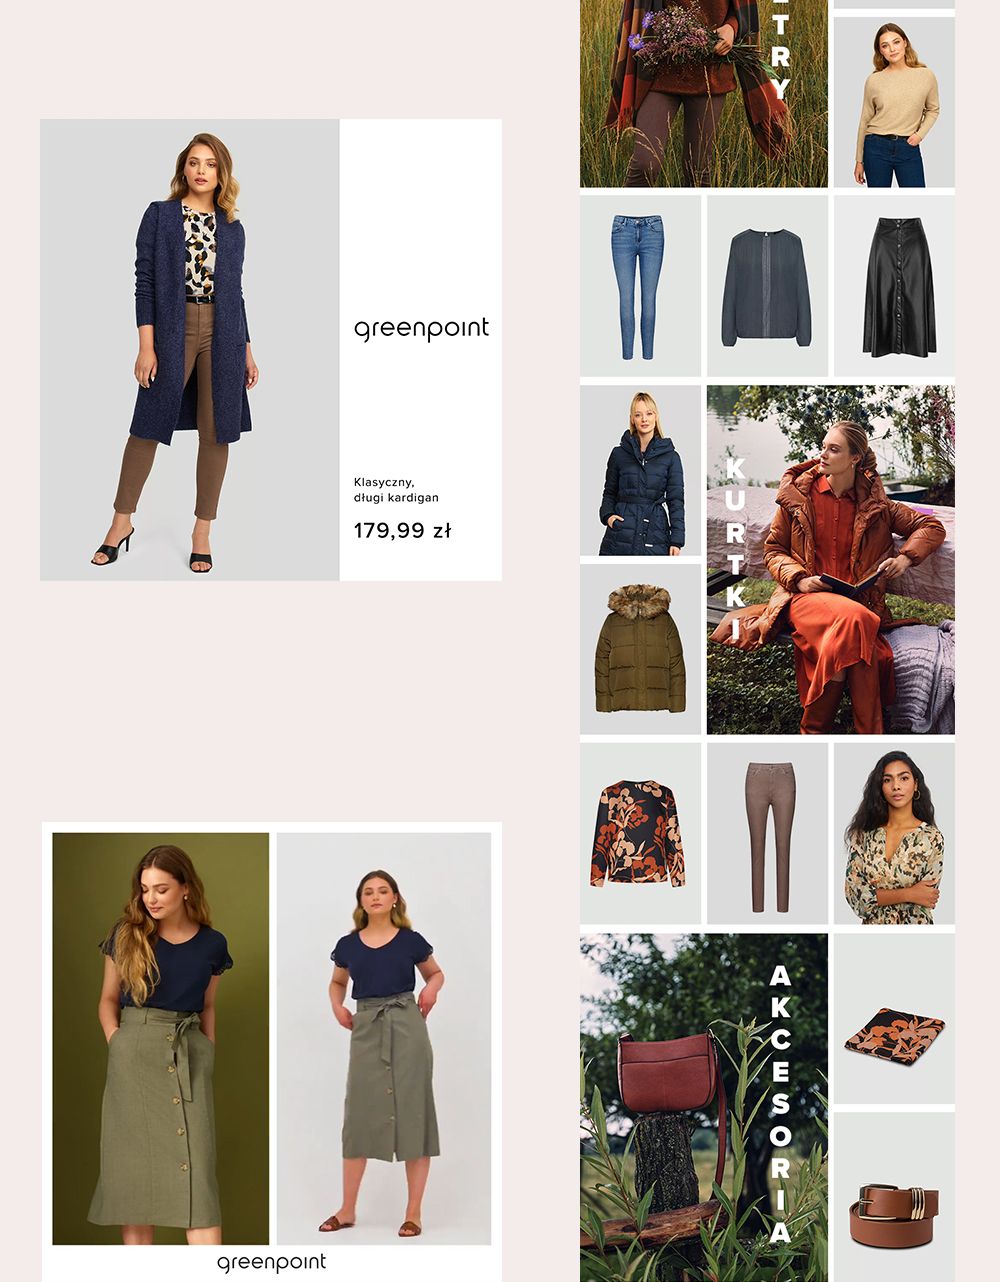 TRY
greenpoint
Klasyczny,
długi kardigan
179,99 zł
KURTKI
AKCESORIA
greenpoint